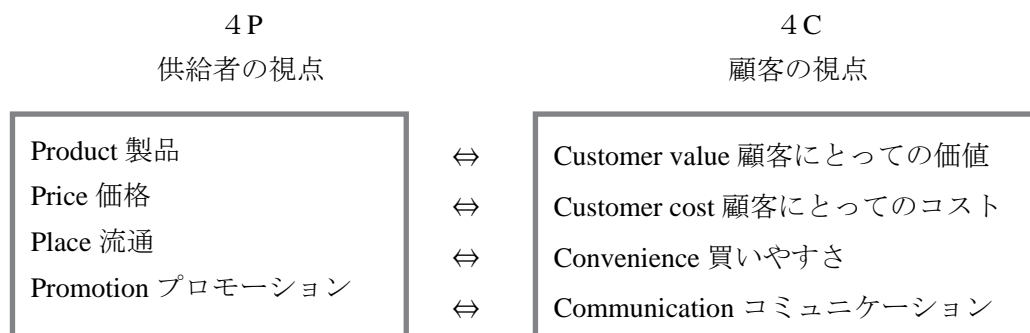 ４P
供給者の視点
４C
顧客の視点
Product 製品
Price 価格
Place 流通
Promotion プロモーション
⇔
⇔
⇔
⇔
Customer value 顧客にとっての価値
Customer cost 顧客にとってのコスト
Convenience 買いやすさ
Communication コミュニケーション